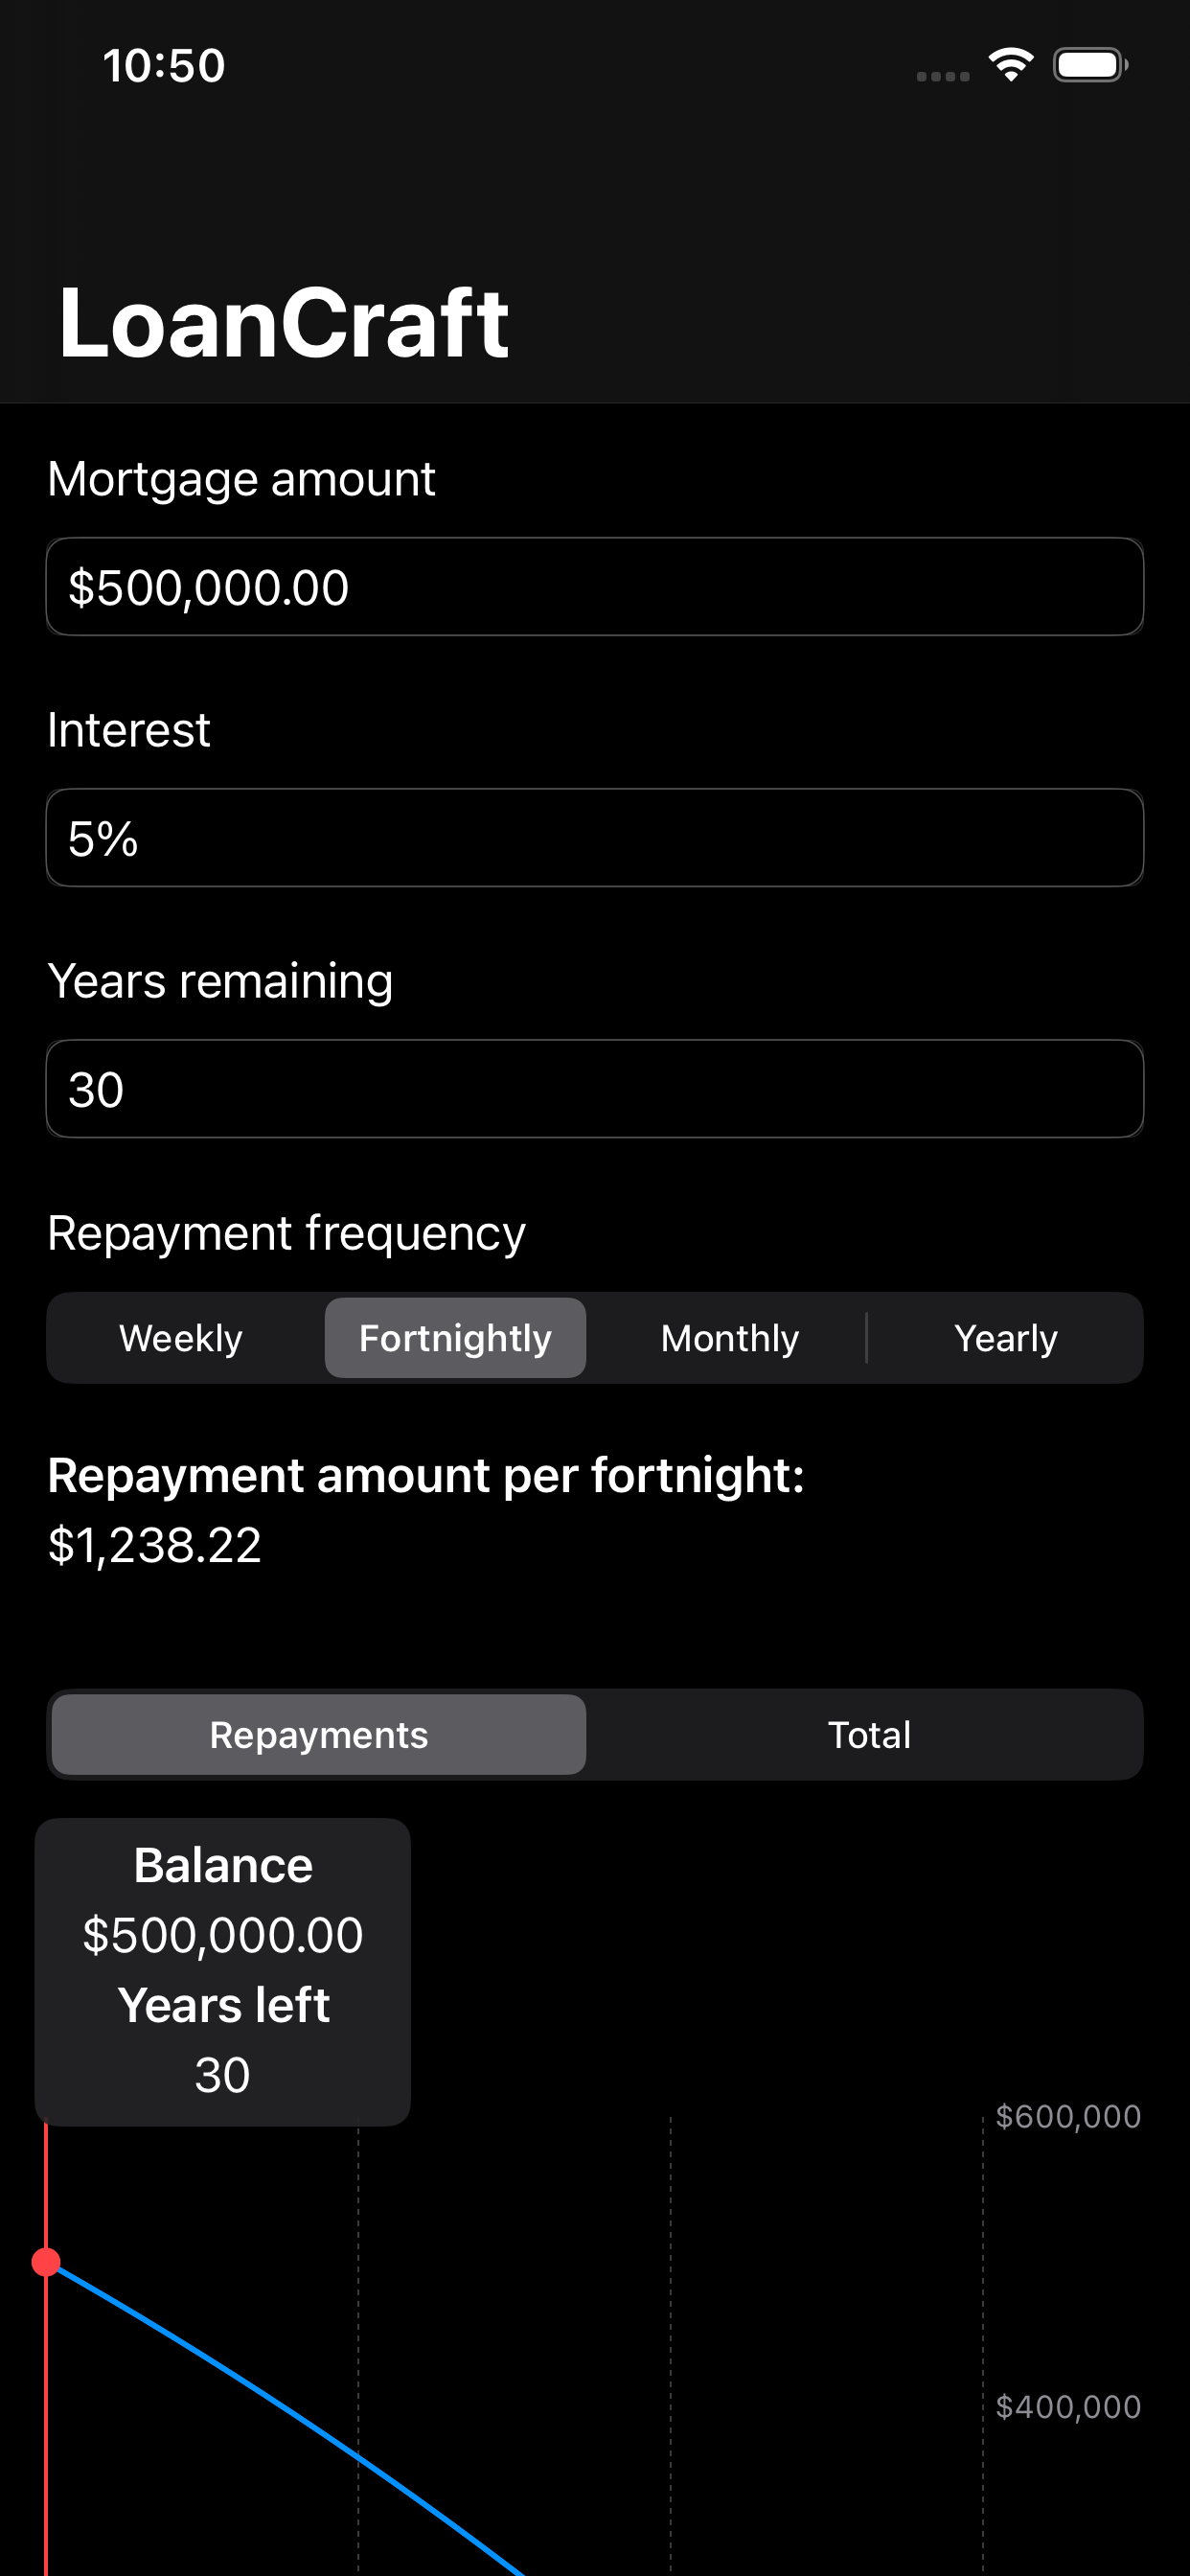 10:50
LoanCraft
Mortgage amount
$500,000.00
Interest
5%
Years remaining
30
Repayment frequency
Weekly Fortnightly Monthly Yearly
Repayment amount per fortnight:
$1,238.22
Repayments Total
Balance
$500,000.00
Years left
30
$600,000
$400,000